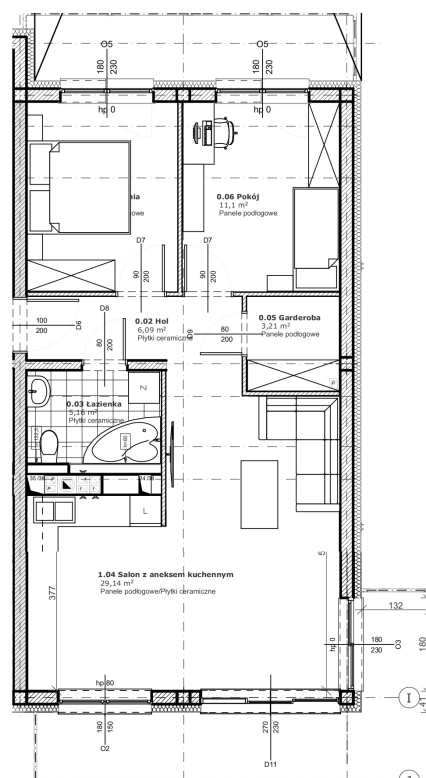 O5
180
230
hp 0
O5
180
230
hp 0
nia
owe
0.06 Pokój
11,1 m²
Panele podłogowe
D7
90
200
D7
90
200
100
200
D6
D8
80
200
0.02 Hol
6,09 m²
Płytki ceramiczne
D9
80
200
0.05 Garderoba
3,21 m²
Panele podłogowe
0.03 Łazienka
5,16 m²
Płytki ceramiczne
Z
L
1.04 Salon z aneksem kuchennym
29,14 m²
Panele podłogowe/Płytki ceramiczne
377
hp 0
180
230
O3
132
180
41
I
hp 80
180
150
O2
270
230
D11